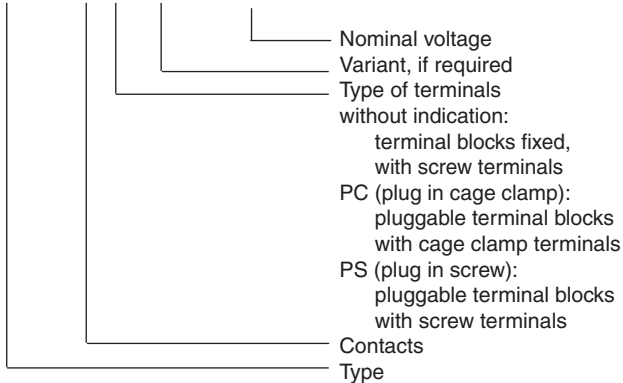 Nominal voltage
Variant, if required
Type of terminals
without indication:
terminal blocks fixed,
with screw terminals
PC (plug in cage clamp):
pluggable terminal blocks
with cage clamp terminals
PS (plug in screw):
pluggable terminal blocks
with screw terminals
Contacts
Type